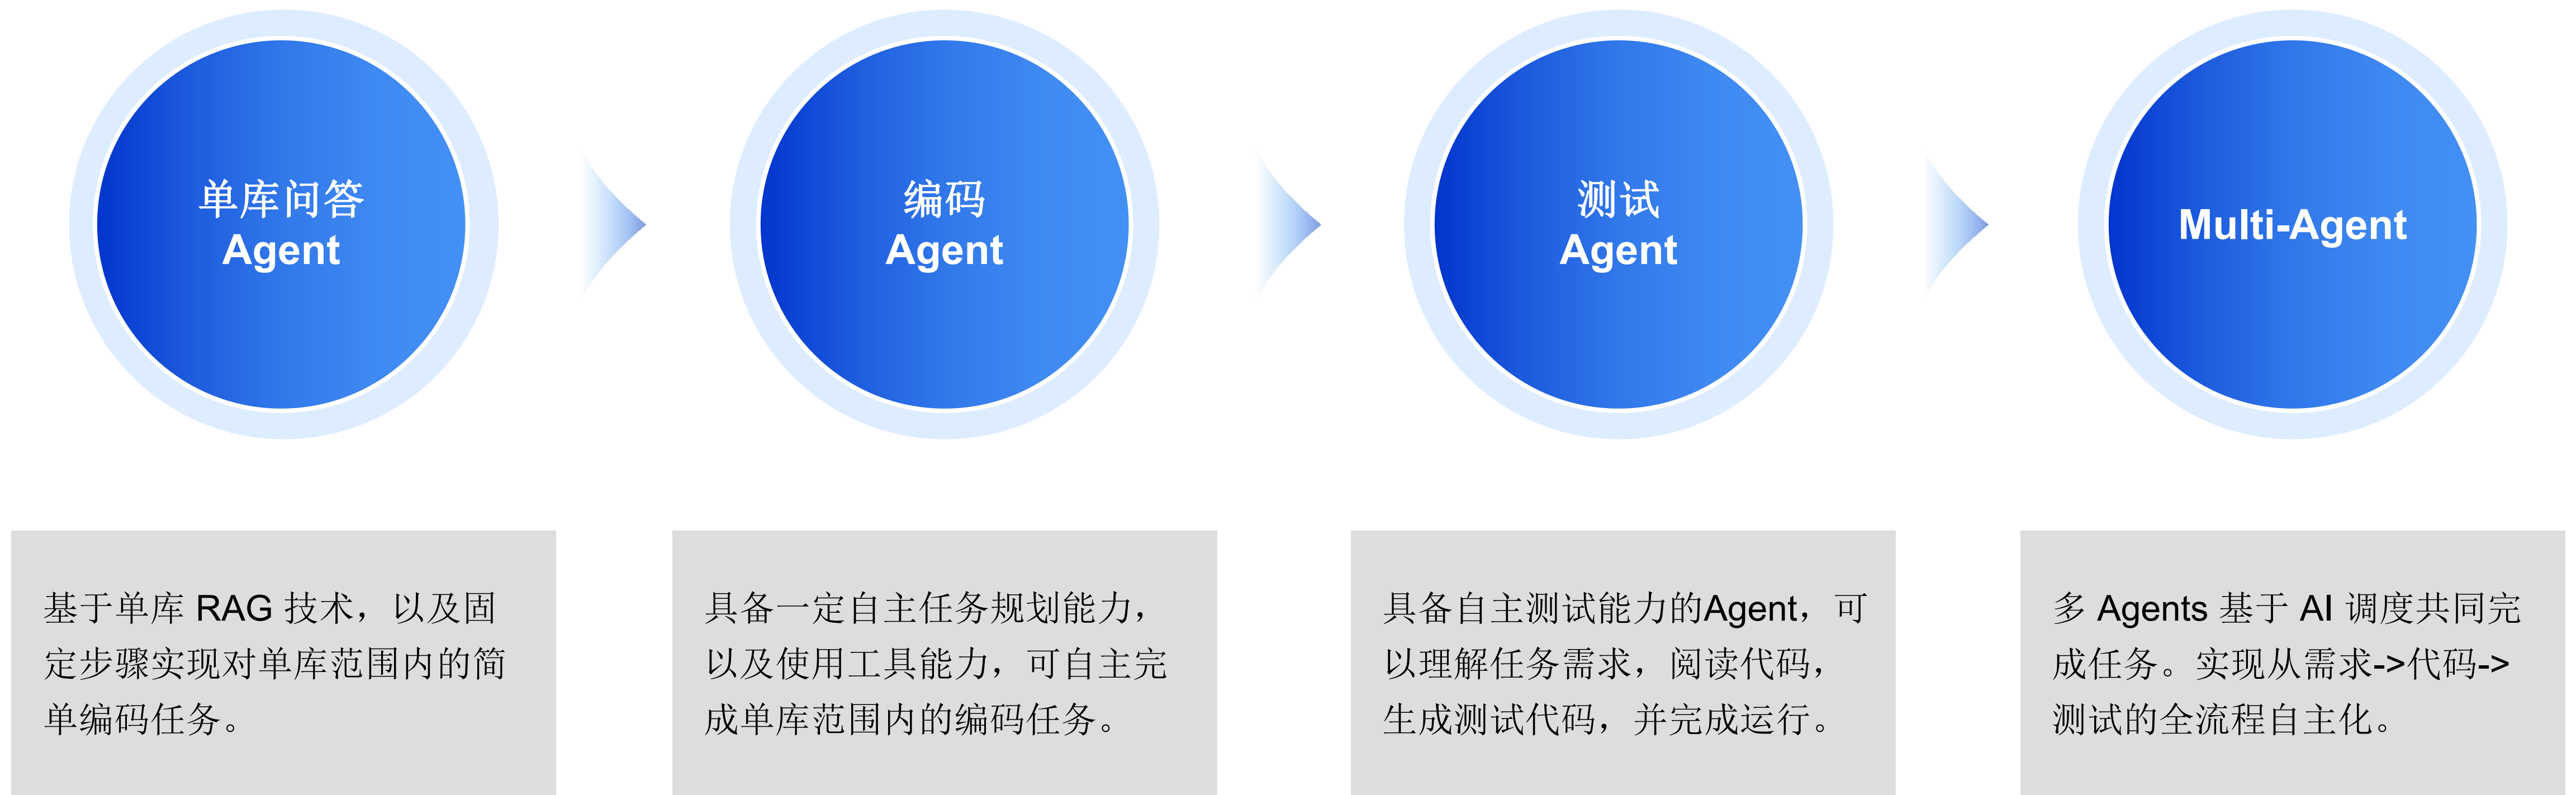 单库问答
Agent
编码
Agent
测试
Agent
Multi-Agent
基于单库 RAG 技术，以及固
定步骤实现对单库范围内的简
单编码任务。
具备一定自主任务规划能力，
以及使用工具能力，可自主完
成单库范围内的编码任务。
具备自主测试能力的Agent，可
以理解任务需求，阅读代码，
生成测试代码，并完成运行。
多 Agents 基于 AI 调度共同完
成任务。实现从需求->代码->
测试的全流程自主化。